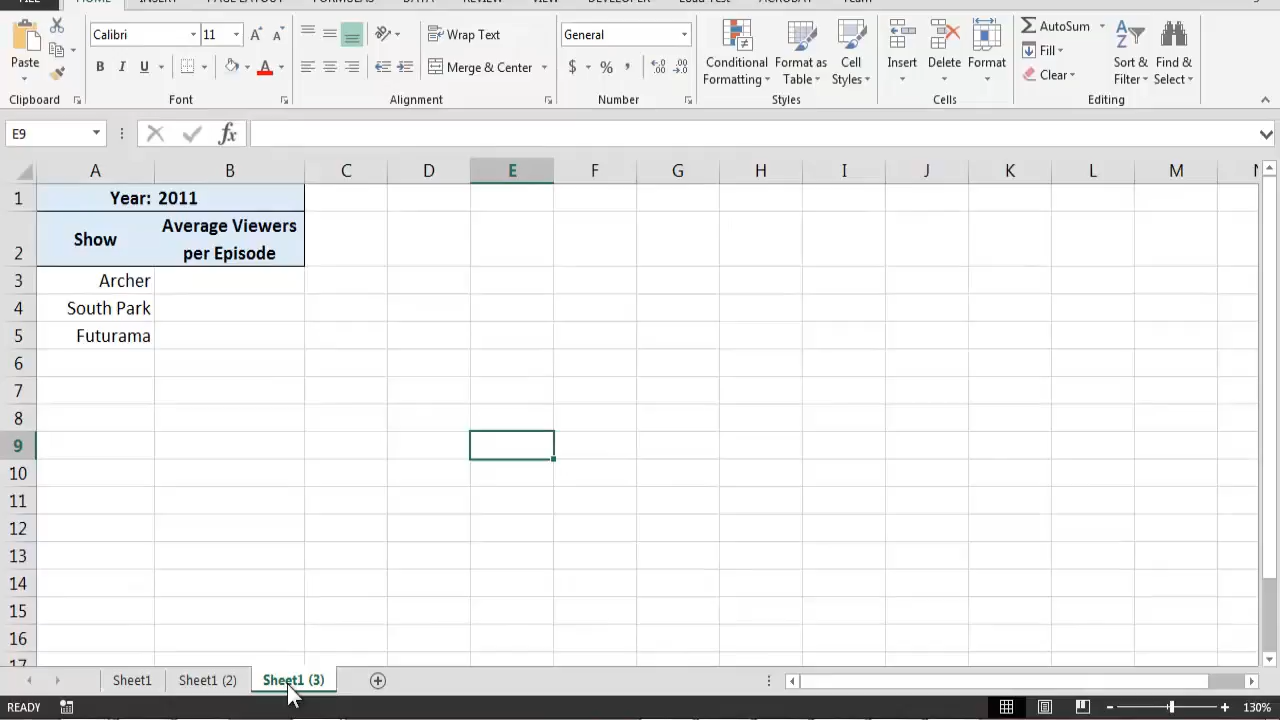 FILE HOME INSERT PAGE LAYOUT FORMULAS DATA REVIEW VIEW DEVELOPER Load Test ACROBAT Team
Calibri 11 Wrap Text General AutoSum
Paste B I U Merge & Center $ % , Conditional Formatting Format as Table Cell Styles Insert Delete Format Fill Clear Sort & Filter Find & Select
Clipboard Font Alignment Number Styles Cells Editing
E9 fx
A B C D E F G H I J K L M
1 Year: 2011
2 Show Average Viewers per Episode
3 Archer
4 South Park
5 Futurama
6
7
8
9
10
11
12
13
14
15
16
17
Sheet1 Sheet1 (2) Sheet1 (3)
READY 130%